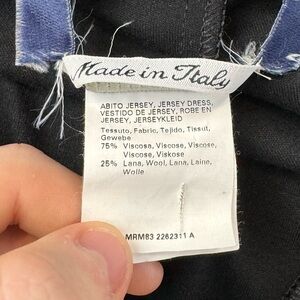 Made in Italy
ABITO JERSEY, JERSEY DRESS,
VESTIDO DE JERSEY, ROBE EN
JERSEY, JERSEYKLEID
Tessuto, Fabric, Tejido, Tissut,
Gewebe
75% Viscosa, Viscose, Viscosa,
Viscose, Viskose
25% Lana, Wool, Lana, Laine,
Wolle
MRM83 2262311 A